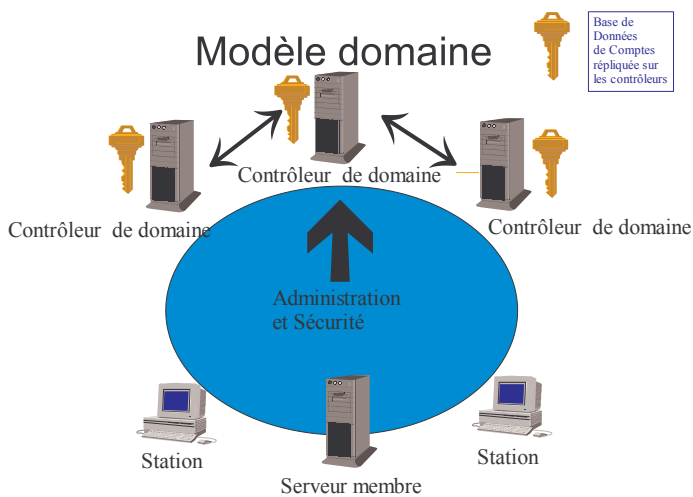 Modèle domaine
Base de
Données
de Comptes
répliquée sur
les contrôleurs
Contrôleur de domaine
Contrôleur de domaine
Contrôleur de domaine
Administration
et Sécurité
Station
Serveur membre
Station